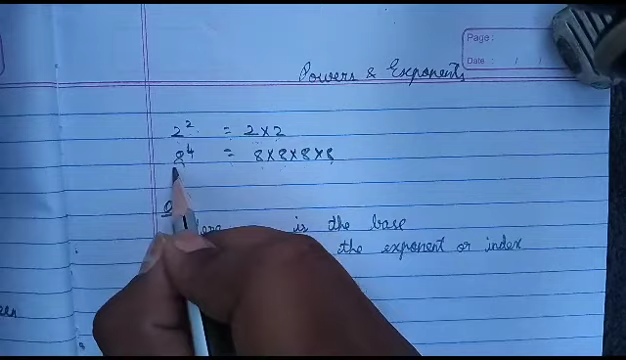 Page:
Date: / /
Powers & Exponents
2² = 2×2
8⁴ = 8×8×8×8
is the base
the exponent or index